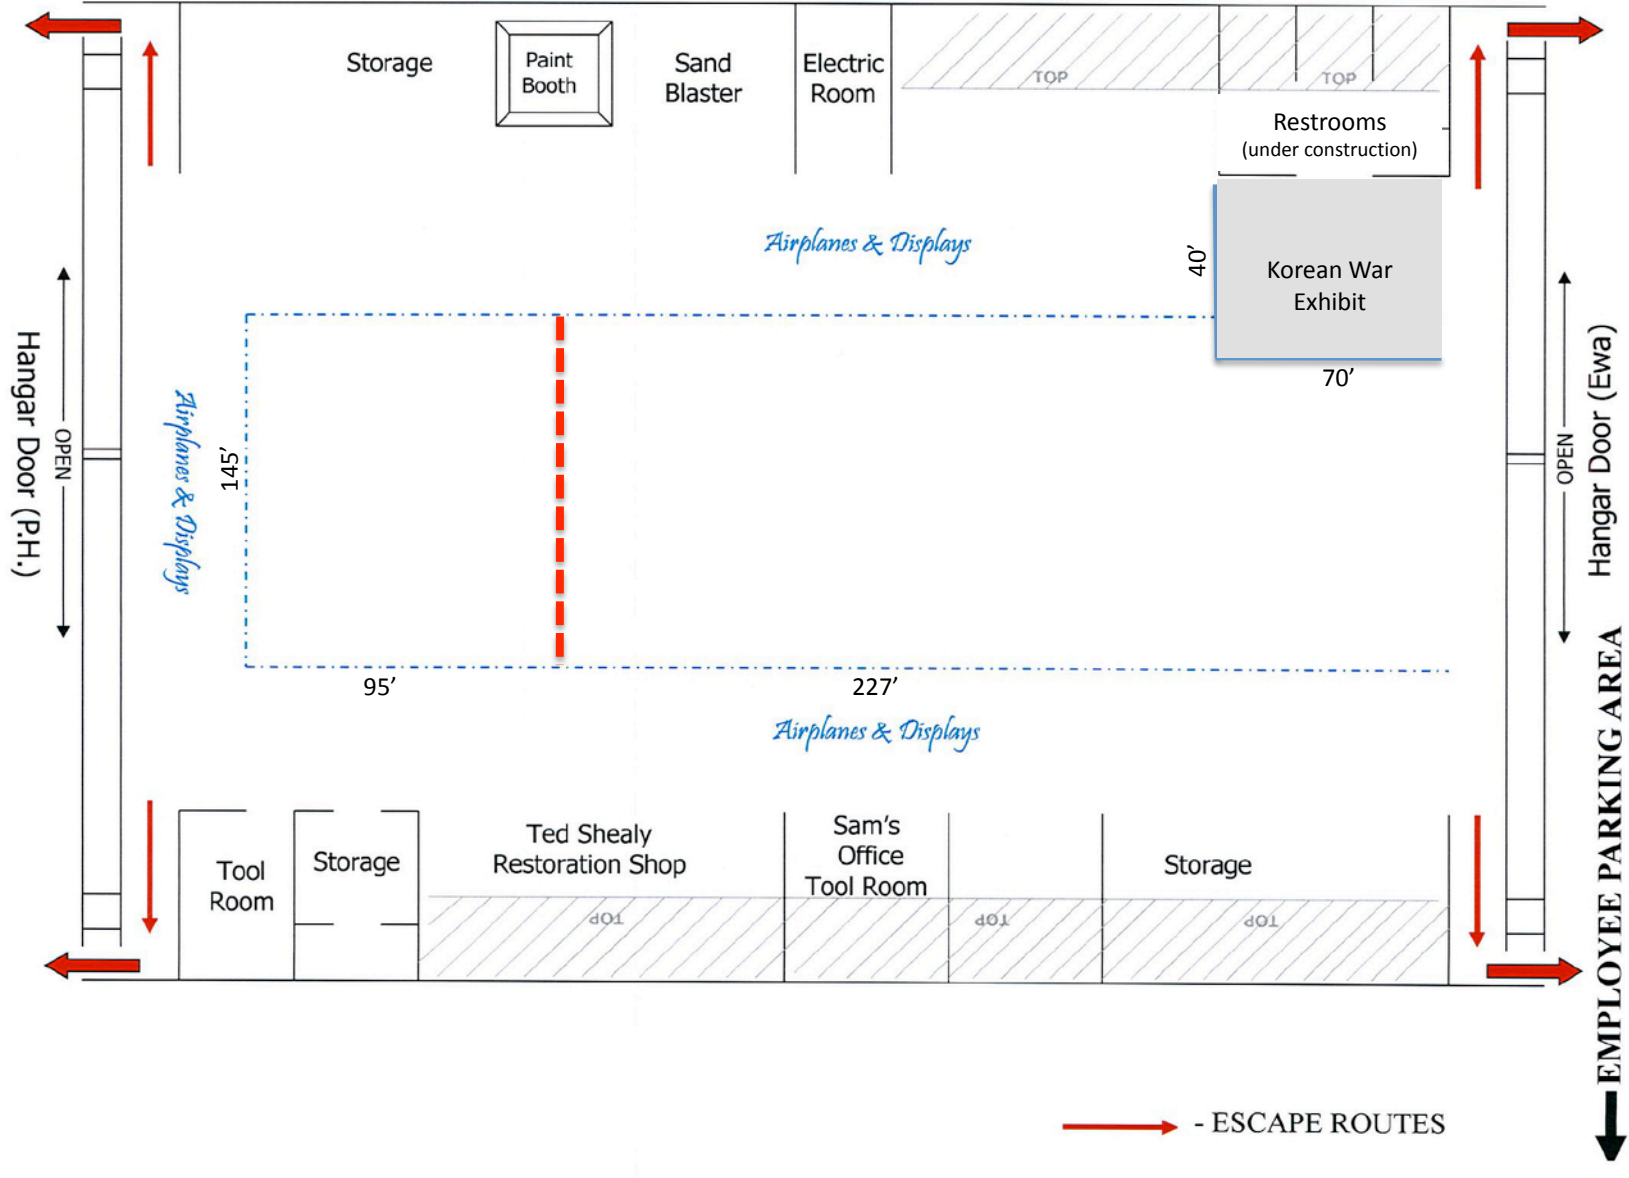 Storage
Paint
Booth
Sand
Blaster
Electric
Room
TOP
TOP
Restrooms
(under construction)
Airplanes & Displays
40’
Korean War
Exhibit
70’
Hangar Door (P.H.)
OPEN
Airplanes & Displays
145’
OPEN
Hangar Door (Ewa)
95’
227’
Airplanes & Displays
Tool
Room
Storage
Ted Shealy
Restoration Shop
Sam’s
Office
Tool Room
Storage
TOP
TOP
TOP
EMPLOYEE PARKING AREA
- ESCAPE ROUTES